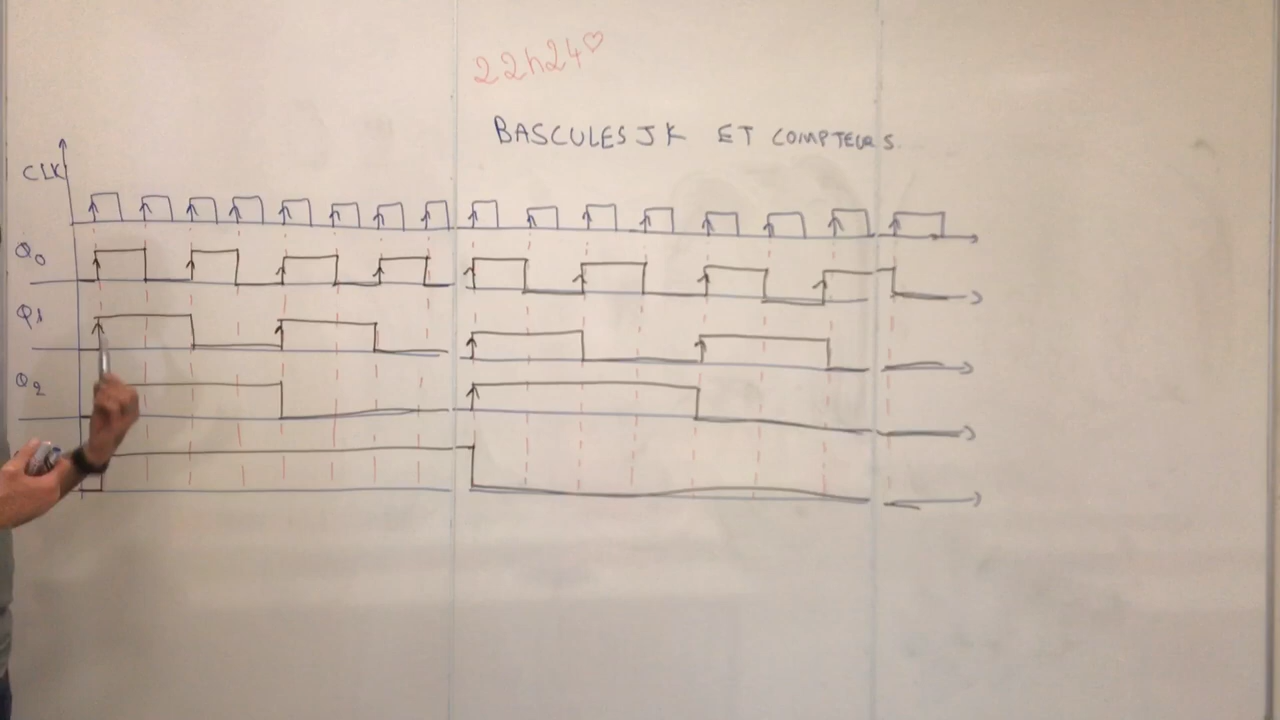 22h24♡
BASCULES JK ET COMPTEURS.
CLK
Q0
Q1
Q2